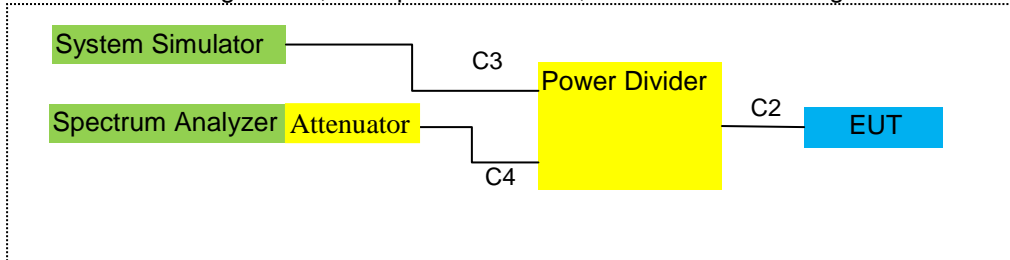 System Simulator
C3
Power Divider
Spectrum Analyzer Attenuator
C2
EUT
C4